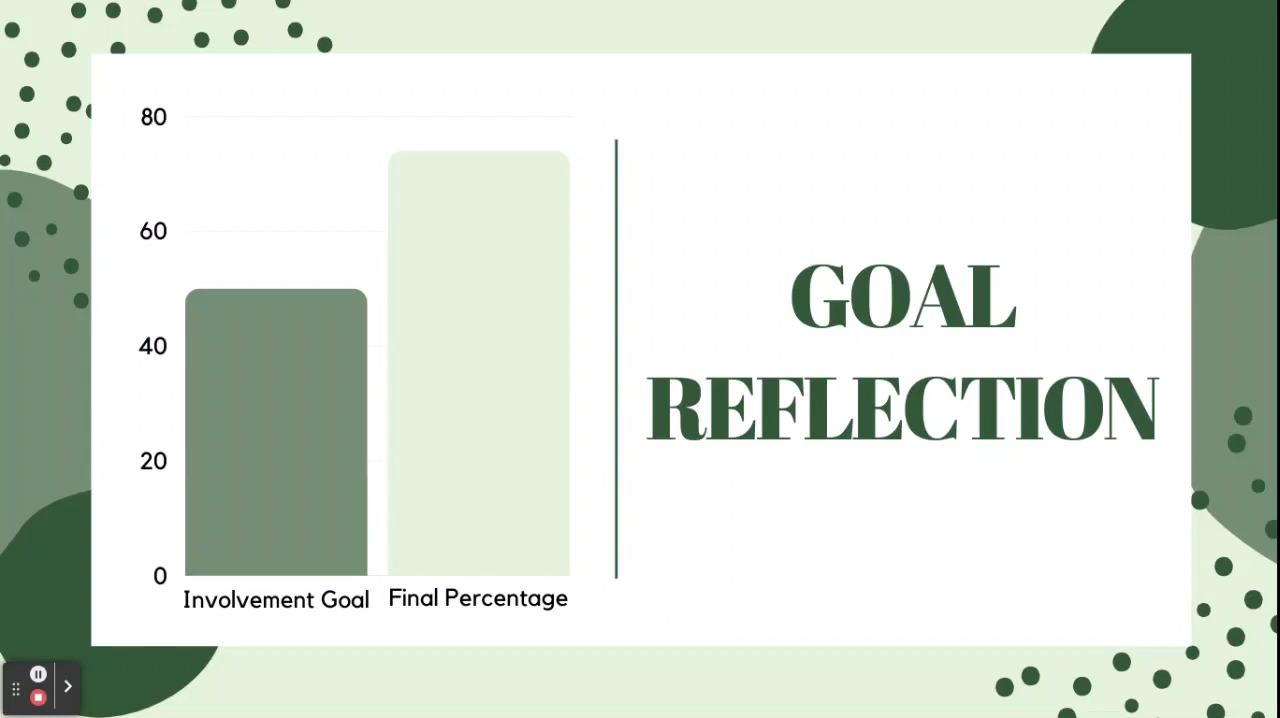 80
60
40
20
0
Involvement Goal
Final Percentage
GOAL
REFLECTION